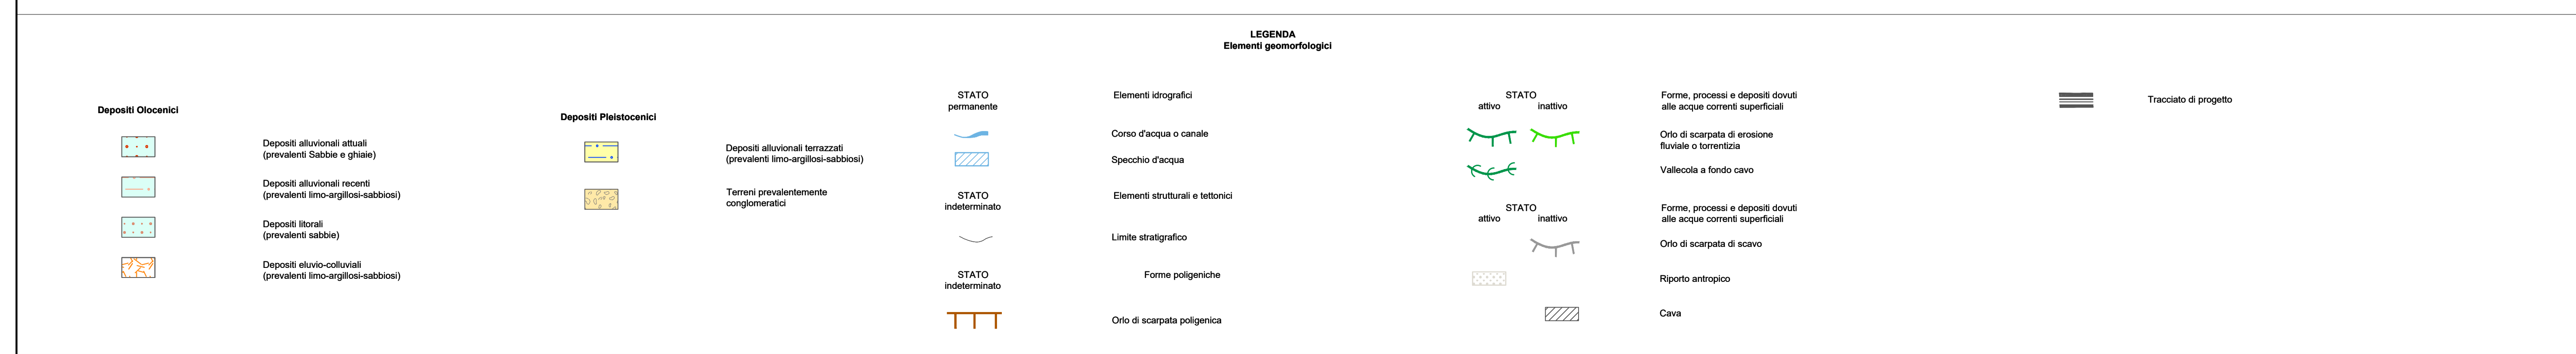 LEGENDA
Elementi geomorfologici
Depositi Olocenici
Depositi alluvionali attuali
(prevalenti Sabbie e ghiaie)
Depositi alluvionali recenti
(prevalenti limo-argillosi-sabbiosi)
Depositi litorali
(prevalenti sabbie)
Depositi eluvio-colluviali
(prevalenti limo-argillosi-sabbiosi)
Depositi Pleistocenici
Depositi alluvionali terrazzati
(prevalenti limo-argillosi-sabbiosi)
Terreni prevalentemente
conglomeratici
STATO
permanente
Elementi idrografici
Corso d'acqua o canale
Specchio d'acqua
STATO
indeterminato
Elementi strutturali e tettonici
Limite stratigrafico
STATO
indeterminato
Forme poligeniche
Orlo di scarpata poligenica
STATO
attivo inattivo
Forme, processi e depositi dovuti
alle acque correnti superficiali
Orlo di scarpata di erosione
fluviale o torrentizia
Vallecola a fondo cavo
STATO
attivo inattivo
Forme, processi e depositi dovuti
alle acque correnti superficiali
Orlo di scarpata di scavo
Riporto antropico
Cava
Tracciato di progetto